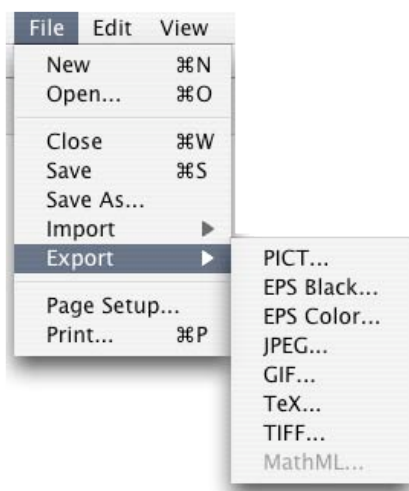 File Edit View
New ⌘N
Open... ⌘O
Close ⌘W
Save ⌘S
Save As...
Import ▶
Export ▶
Page Setup...
Print... ⌘P
PICT...
EPS Black...
EPS Color...
JPEG...
GIF...
TeX...
TIFF...
MathML...